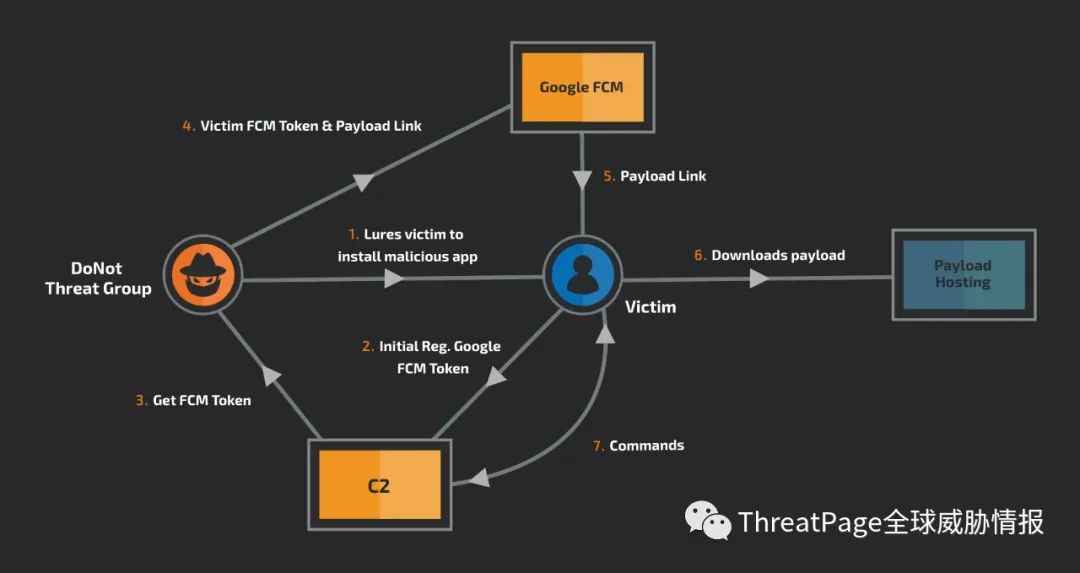 Google FCM
4. Victim FCM Token & Payload Link
5. Payload Link
1. Lures victim to
install malicious app
6. Downloads payload
DoNot
Threat Group
Payload
Hosting
Victim
2. Initial Reg. Google
FCM Token
3. Get FCM Token
7. Commands
C2
ThreatPage全球威胁情报